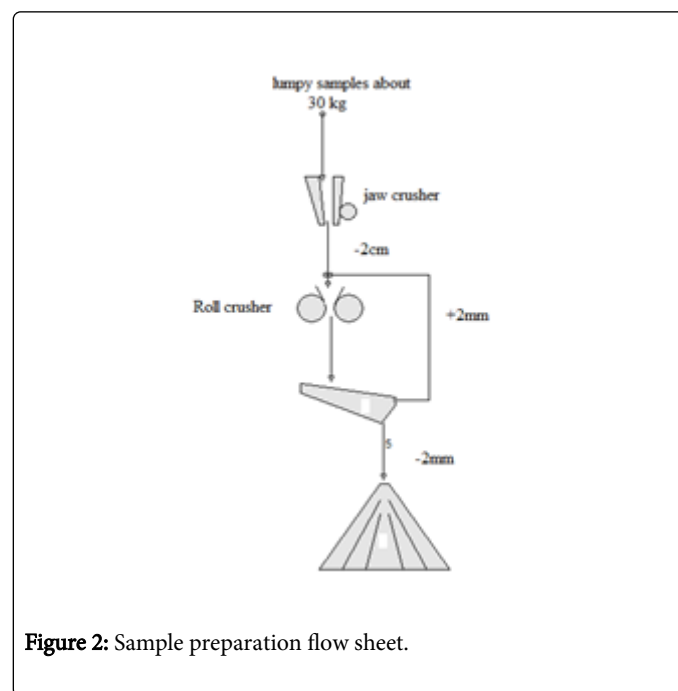 lumpy samples about
30 kg
jaw crusher
-2cm
Roll crusher
+2mm
5
-2mm
Figure 2: Sample preparation flow sheet.